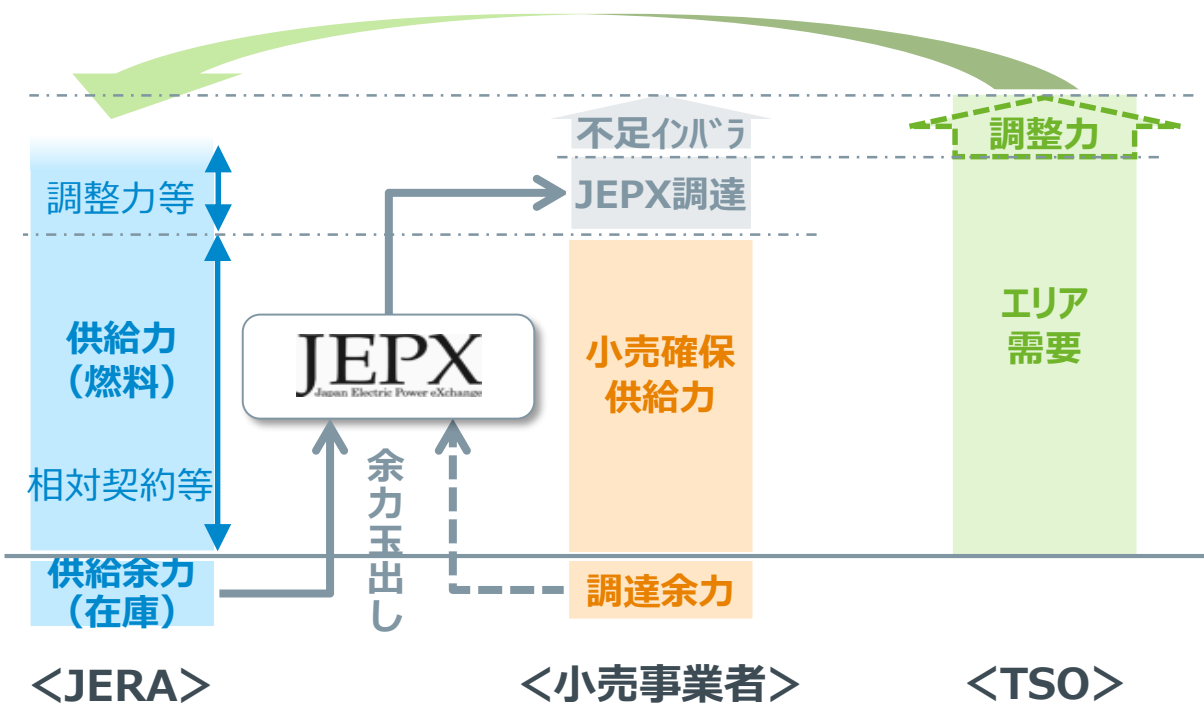 調整力等
供給力
（燃料）
相対契約等
供給余力
（在庫）
＜JERA＞
JEPX
Japan Electric Power eXchange
余力玉出し
不足インバラ
JEPX調達
小売確保
供給力
調達余力
＜小売事業者＞
調整力
エリア
需要
＜TSO＞